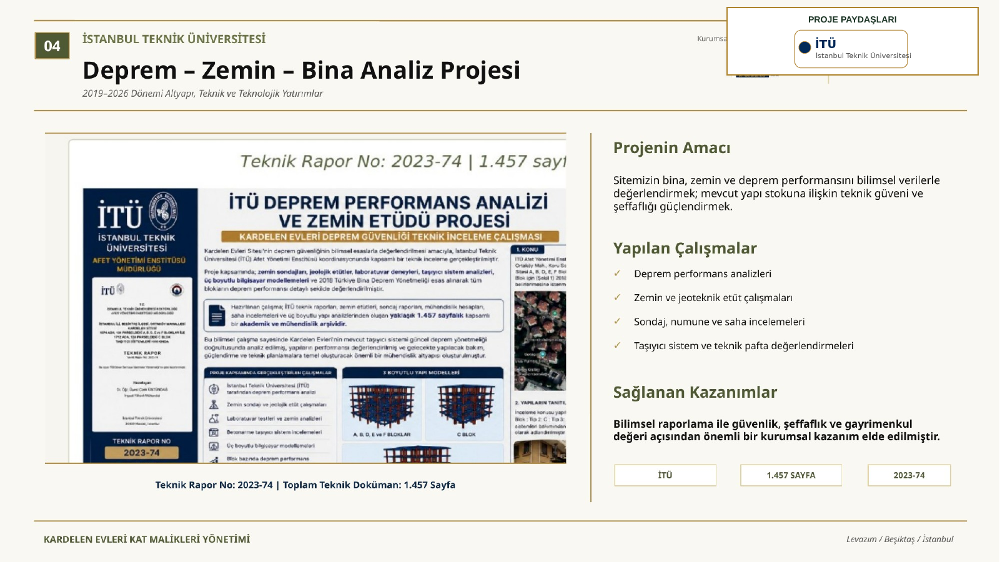 PROJE PAYDAŞLARI
İTÜ
İstanbul Teknik Üniversitesi
04
İSTANBUL TEKNİK ÜNİVERSİTESİ
Deprem – Zemin – Bina Analiz Projesi
2019–2026 Dönemi Altyapı, Teknik ve Teknolojik Yatırımlar
Teknik Rapor No: 2023-74 | 1.457
İTÜ
İSTANBUL TEKNİK
ÜNİVERSİTESİ
AFET YÖNETİMİ ENSTİTÜSÜ
MÜDÜRLÜĞÜ
İTÜ
TEKNİK RAPOR
TEKNİK RAPOR NO
2023-74
İTÜ DEPREM PERFORMANS ANALİZİ
VE ZEMİN ETÜDÜ PROJESİ
KARDELEN EVLERİ DEPREM GÜVENLİĞİ TEKNİK İNCELEME ÇALIŞMASI
Kardelen Evleri Sitesi'nin deprem güvenliğinin bilimsel esaslarla değerlendirilmesi amacıyla, İstanbul Teknik
Üniversitesi (İTÜ) Afet Yönetimi Enstitüsü koordinasyonunda kapsamlı bir teknik inceleme gerçekleştirilmiştir.
Proje kapsamında; zemin sondajları, jeolojik etütler, laboratuvar deneyleri, taşıyıcı sistem analizleri,
üç boyutlu bilgisayar modellemeleri ve 2018 Türkiye Bina Deprem Yönetmeliği esas alınarak tüm
blokların deprem performansı detaylı şekilde değerlendirilmiştir.
Hazırlanan çalışma; İTÜ teknik raporları, zemin etütleri, sondaj raporları, mühendislik hesapları,
saha incelemeleri ve üç boyutlu yapı analizlerinden oluşan yaklaşık 1.457 sayfalık kapsamlı
bir akademik ve mühendislik arşividir.
Bu bilimsel çalışma sayesinde Kardelen Evleri'nin mevcut taşıyıcı sistemi güncel deprem yönetmeliği
doğrultusunda analiz edilmiş, yapıların performansı değerlendirilmiş ve gelecekte yapılacak bakım,
güçlendirme ve teknik planlamalara temel oluşturacak önemli bir mühendislik altyapısı oluşturulmuştur.
PROJE KAPSAMINDA GERÇEKLEŞTİRİLEN ÇALIŞMALAR
İstanbul Teknik Üniversitesi (İTÜ)
tarafından deprem performans analizi
Zemin sondajı ve jeolojik etüt çalışmaları
Laboratuvar testleri ve zemin analizleri
Betonarme taşıyıcı sistem incelemeleri
Üç boyutlu bilgisayar modellemeleri
Blok bazında deprem performans
3 BOYUTLU YAPI MODELLERİ
A, B, D, E ve F BLOKLAR
C BLOK
1. KONU
Teknik Rapor No: 2023-74 | Toplam Teknik Doküman: 1.457 Sayfa
Projenin Amacı
Sitemizin bina, zemin ve deprem performansını bilimsel verilerle
değerlendirmek; mevcut yapı stokuna ilişkin teknik güveni ve
şeffaflığı güçlendirmek.
Yapılan Çalışmalar
✓ Deprem performans analizleri
✓ Zemin ve jeoteknik etüt çalışmaları
✓ Sondaj, numune ve saha incelemeleri
✓ Taşıyıcı sistem ve teknik pafta değerlendirmeleri
Sağlanan Kazanımlar
Bilimsel raporlama ile güvenlik, şeffaflık ve gayrimenkul
değeri açısından önemli bir kurumsal kazanım elde edilmiştir.
İTÜ
1.457 SAYFA
2023-74
KARDELEN EVLERİ KAT MALİKLERİ YÖNETİMİ
Levazım / Beşiktaş / İstanbul